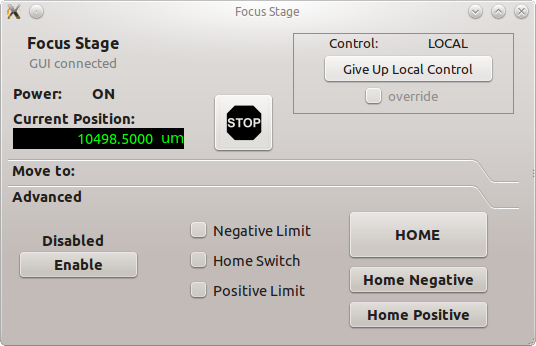 Focus Stage
Focus Stage
GUI connected
Control: LOCAL
Give Up Local Control
override
Power: ON
Current Position:
10498.5000 um
STOP
Move to:
Advanced
Disabled
Enable
Negative Limit
Home Switch
Positive Limit
HOME
Home Negative
Home Positive